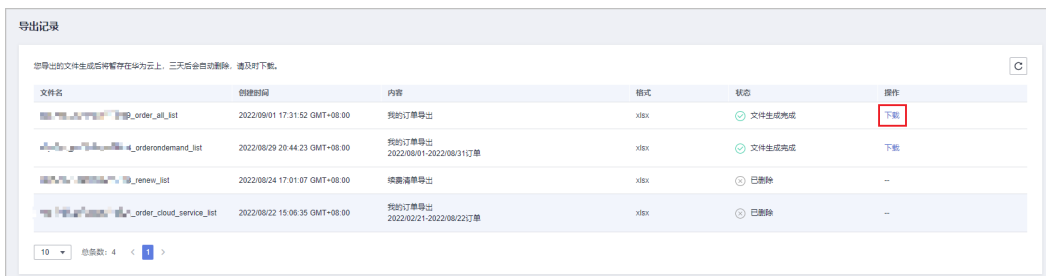 导出记录
您导出的文件生成后将暂存在华为云上，三天后会自动删除，请及时下载。
文件名 创建时间 内容 格式 状态 操作
_order_all_list 2022/09/01 17:31:52 GMT+08:00 我的订单导出 xlsx 文件生成完成 下载
_orderondemand_list 2022/08/29 20:44:23 GMT+08:00 我的订单导出 xlsx 文件生成完成 下载
2022/08/01-2022/08/31订单
_renew_list 2022/08/24 17:01:07 GMT+08:00 续费清单导出 xlsx 已删除 --
_order_cloud_service_list 2022/08/22 15:06:35 GMT+08:00 我的订单导出 xlsx 已删除 --
2022/02/21-2022/08/22订单
10 总条数：4 < 1 >